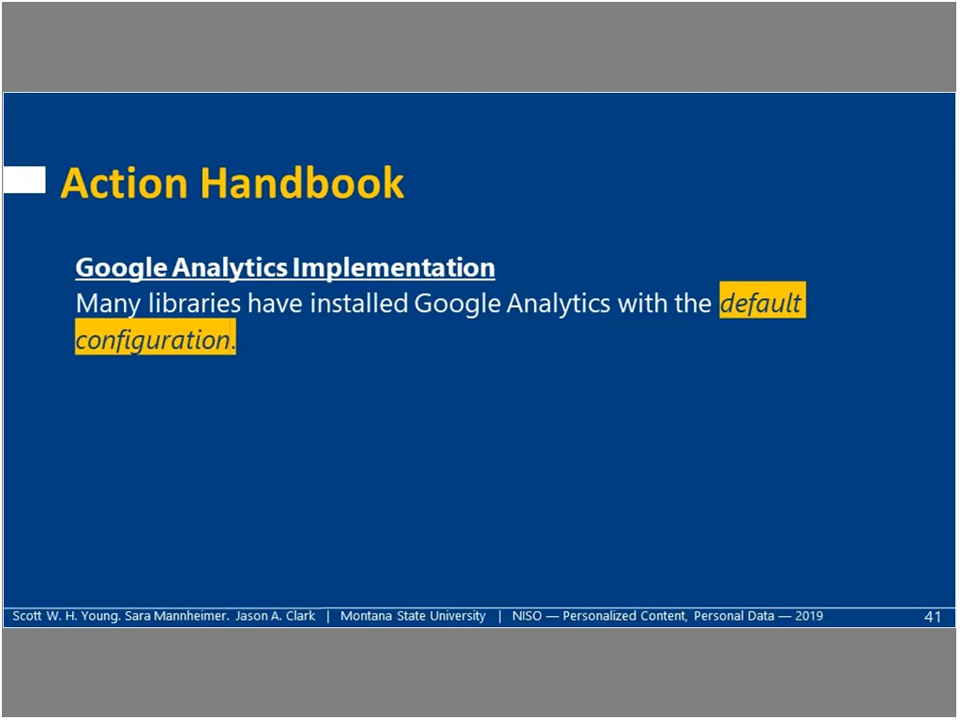 Action Handbook
Google Analytics Implementation
Many libraries have installed Google Analytics with the default
configuration.
Scott W. H. Young. Sara Mannheimer. Jason A. Clark | Montana State University | NISO — Personalized Content, Personal Data — 2019 41